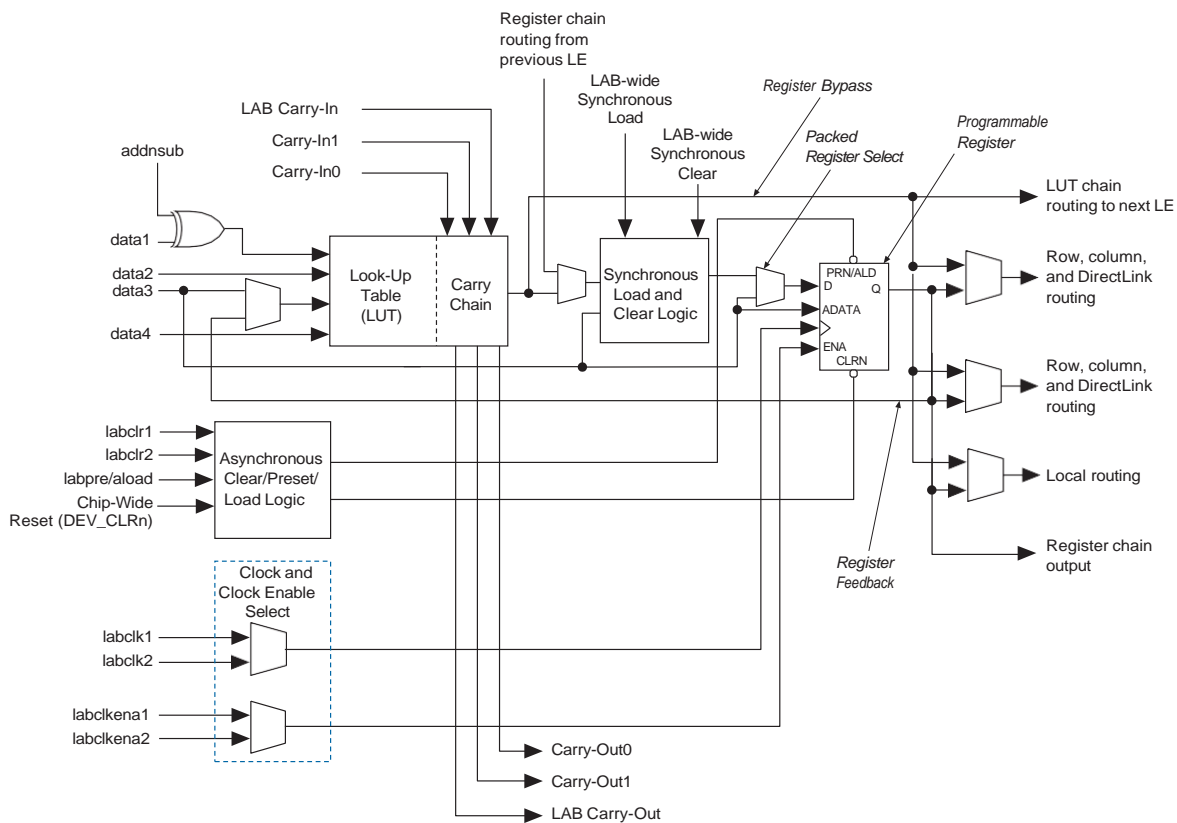 Register chain
routing from
previous LE
LAB-wide
Synchronous
Load
LAB-wide
Synchronous
Clear
Register Bypass
Packed
Register Select
Programmable
Register
LAB Carry-In
Carry-In1
Carry-In0
addnsub
data1
data2
data3
data4
Look-Up
Table
(LUT)
Carry
Chain
Synchronous
Load and
Clear Logic
PRN/ALD
D
Q
ADATA
ENA
CLRN
LUT chain
routing to next LE
Row, column,
and DirectLink
routing
Row, column,
and DirectLink
routing
Local routing
Register chain
output
Register
Feedback
labclr1
labclr2
labpre/aload
Chip-Wide
Reset (DEV_CLRn)
Asynchronous
Clear/Preset/
Load Logic
Clock and
Clock Enable
Select
labclk1
labclk2
labclkena1
labclkena2
Carry-Out0
Carry-Out1
LAB Carry-Out